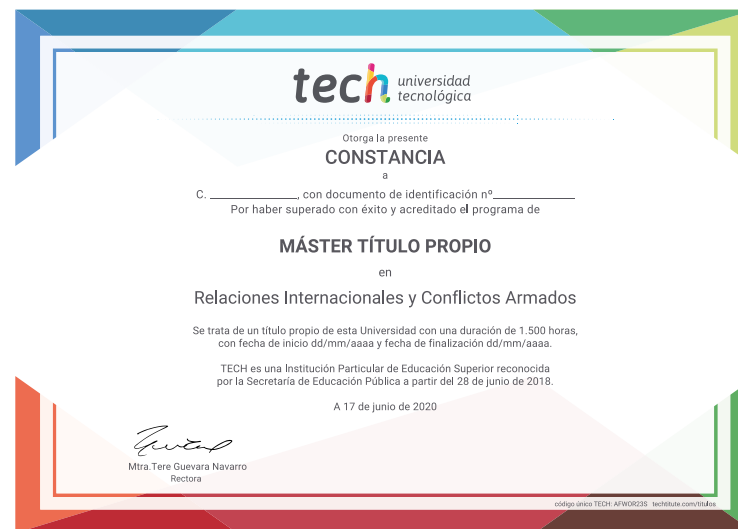 tech universidad
tecnológica
Otorga la presente
CONSTANCIA
a
C. ______________, con documento de identificación nº______________
Por haber superado con éxito y acreditado el programa de
MÁSTER TÍTULO PROPIO
en
Relaciones Internacionales y Conflictos Armados
Se trata de un título propio de esta Universidad con una duración de 1.500 horas,
con fecha de inicio dd/mm/aaaa y fecha de finalización dd/mm/aaaa.
TECH es una Institución Particular de Educación Superior reconocida
por la Secretaría de Educación Pública a partir del 28 de junio de 2018.
A 17 de junio de 2020
Mtra.Tere Guevara Navarro
Rectora
código único TECH: AFWOR23S techtitute.com/titulos